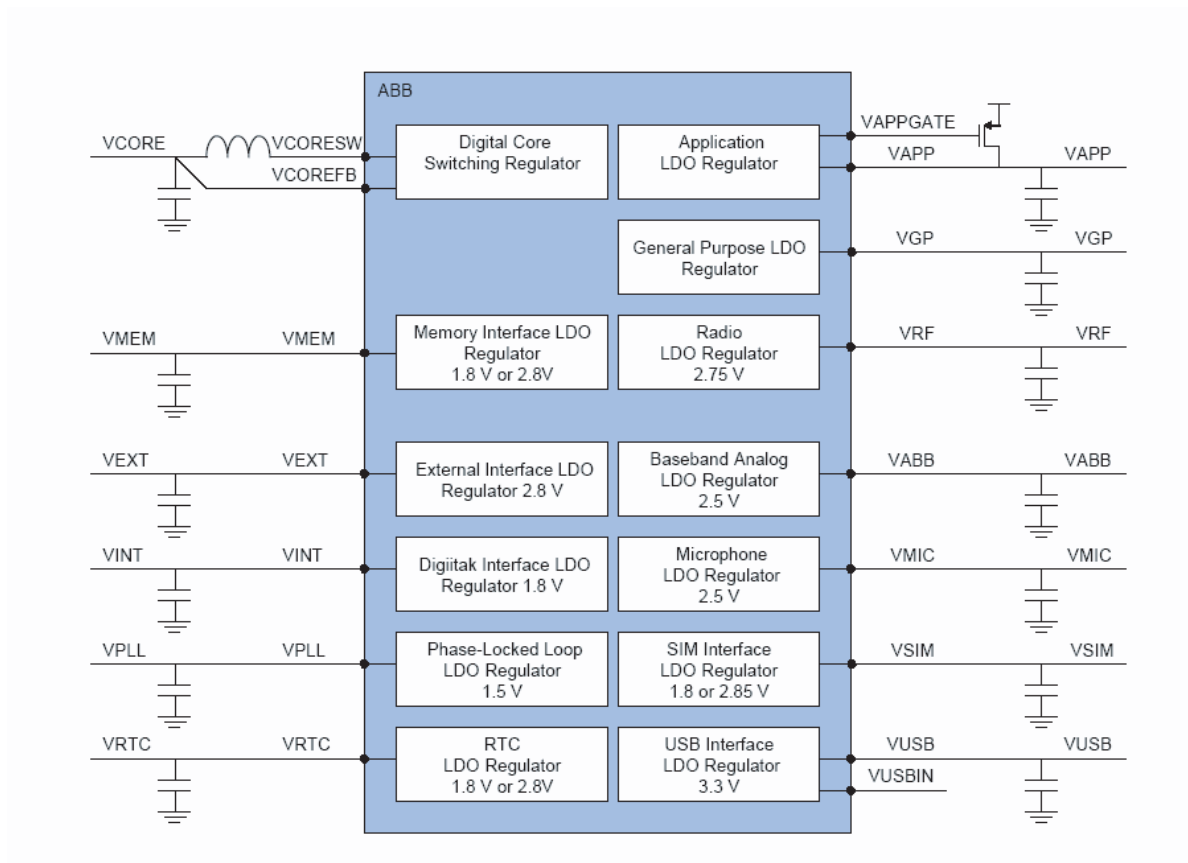 ABB
VCORE
VCORESW
VCOREFB
Digital Core
Switching Regulator
Application
LDO Regulator
VAPPGATE
VAPP
VAPP
General Purpose LDO
Regulator
VGP
VGP
VMEM
VMEM
Memory Interface LDO
Regulator
1.8 V or 2.8V
Radio
LDO Regulator
2.75 V
VRF
VRF
VEXT
VEXT
External Interface LDO
Regulator 2.8 V
Baseband Analog
LDO Regulator
2.5 V
VABB
VABB
VINT
VINT
Digiitak Interface LDO
Regulator 1.8 V
Microphone
LDO Regulator
2.5 V
VMIC
VMIC
VPLL
VPLL
Phase-Locked Loop
LDO Regulator
1.5 V
SIM Interface
LDO Regulator
1.8 or 2.85 V
VSIM
VSIM
VRTC
VRTC
RTC
LDO Regulator
1.8 V or 2.8V
USB Interface
LDO Regulator
3.3 V
VUSB
VUSB
VUSBIN